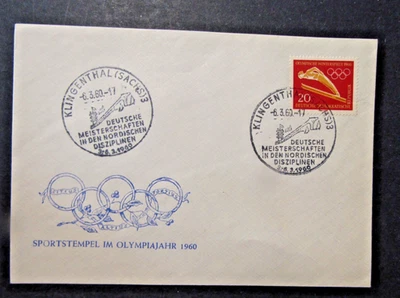 KLINGENTHAL (SACHS) 3
-6.3.60.-17
DEUTSCHE
MEISTERSCHAFTEN
IN DEN NORDISCHEN
DISZIPLINEN
20
KLINGENTHAL (SACHS) 3
-6.3.60.-17
DEUTSCHE
MEISTERSCHAFTEN
IN DEN NORDISCHEN
DISZIPLINEN
SPORTSTEMPEL IM OLYMPIAJAHR 1960